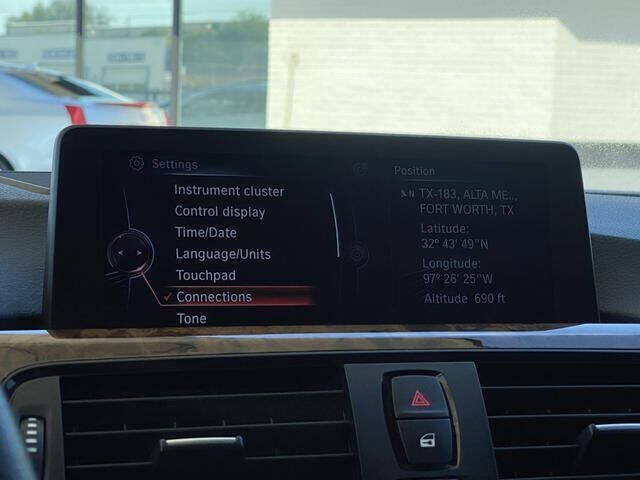 Settings
Instrument cluster
Control display
Time/Date
Language/Units
Touchpad
Connections
Tone
Position
N TX-183, ALTA ME..,
FORT WORTH, TX
Latitude:
32° 43' 49"N
Longitude:
97° 26' 25"W
Altitude 690 ft